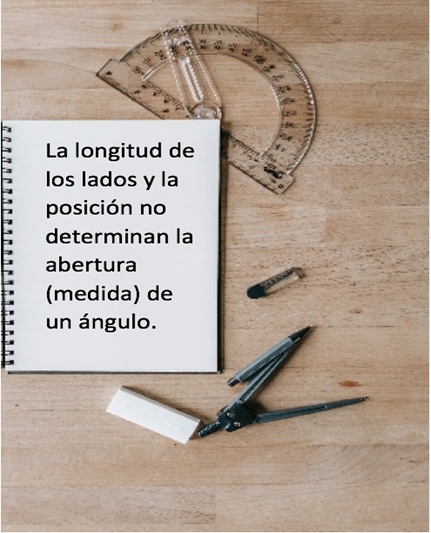 La longitud de
los lados y la
posición no
determinan la
abertura
(medida) de
un ángulo.